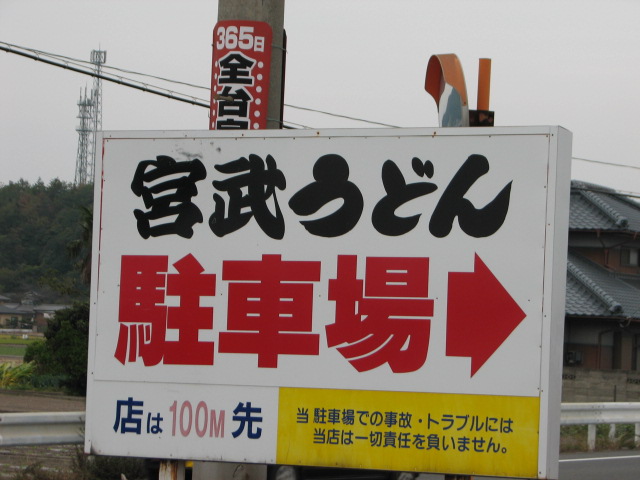 365日
全台
宮武うどん
駐車場
店は100M先
当駐車場での事故・トラブルには
当店は一切責任を負いません。